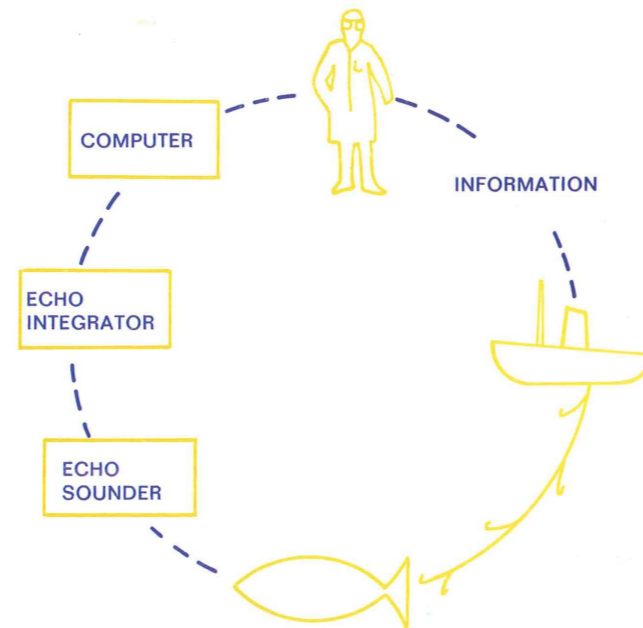 COMPUTER
INFORMATION
ECHO
INTEGRATOR
ECHO
SOUNDER